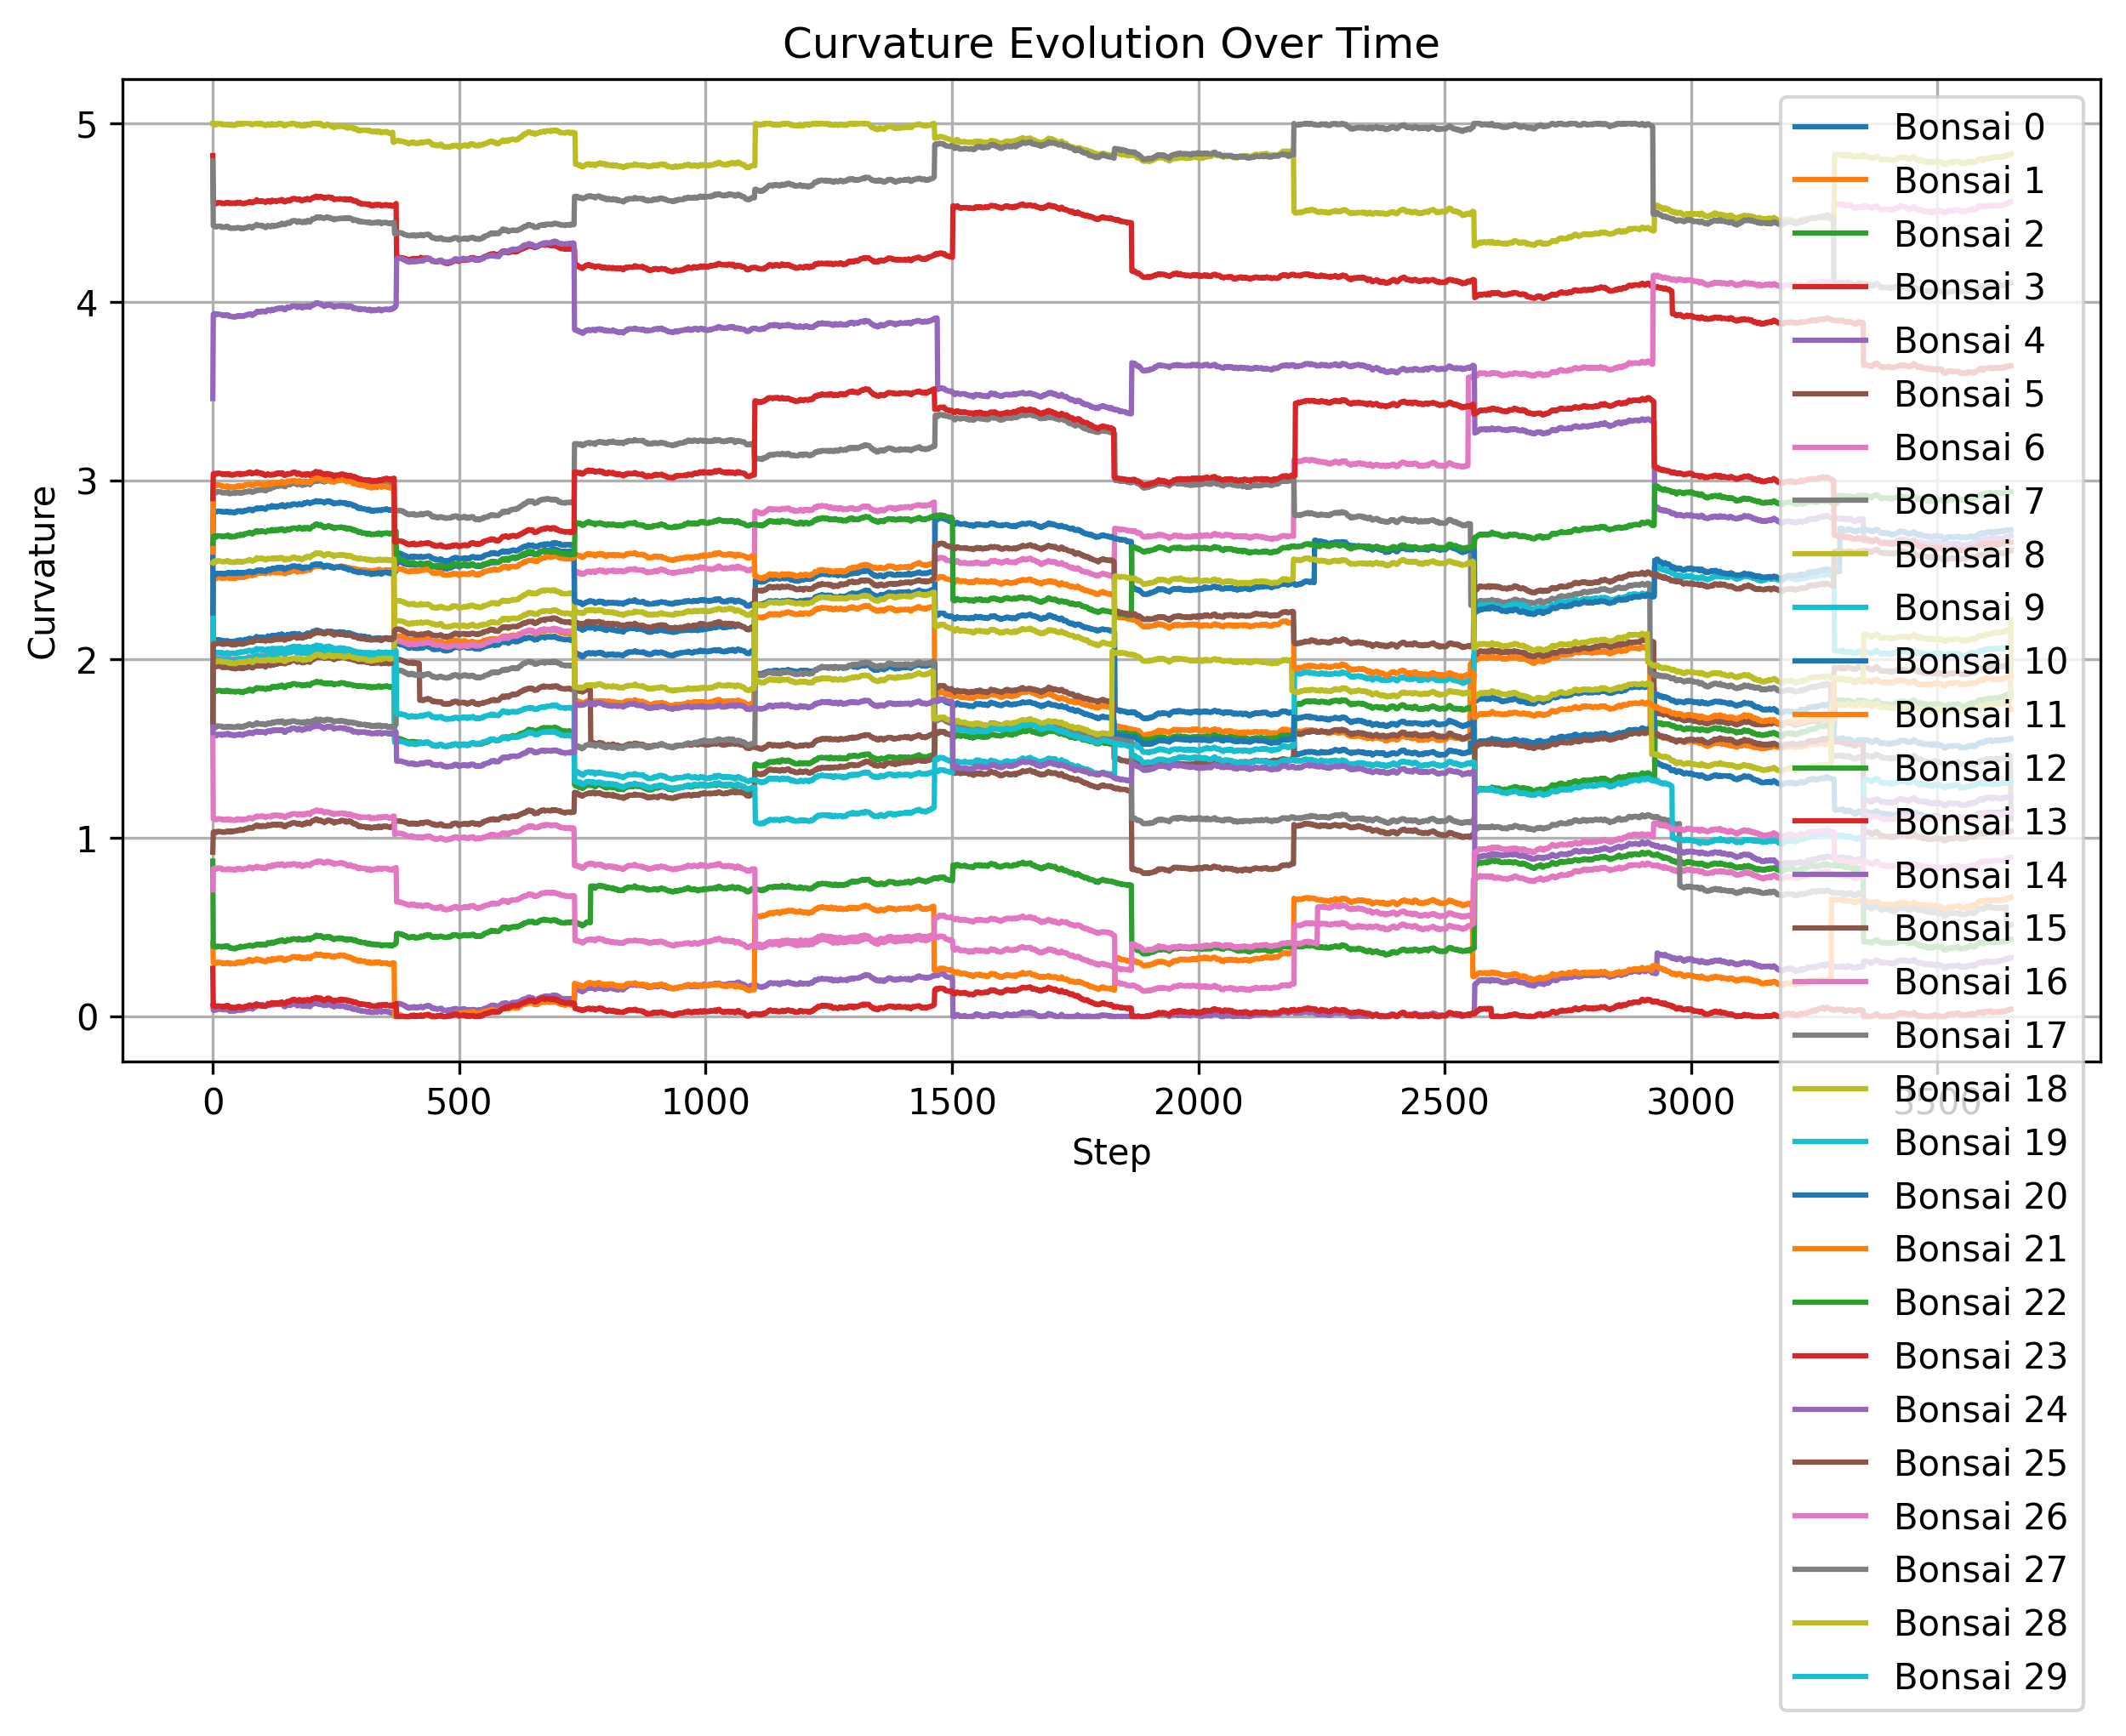 Curvature Evolution Over Time
Curvature
5
4
3
2
1
0
0
500
1000
1500
2000
2500
3000
3500
Step
Bonsai 0
Bonsai 1
Bonsai 2
Bonsai 3
Bonsai 4
Bonsai 5
Bonsai 6
Bonsai 7
Bonsai 8
Bonsai 9
Bonsai 10
Bonsai 11
Bonsai 12
Bonsai 13
Bonsai 14
Bonsai 15
Bonsai 16
Bonsai 17
Bonsai 18
Bonsai 19
Bonsai 20
Bonsai 21
Bonsai 22
Bonsai 23
Bonsai 24
Bonsai 25
Bonsai 26
Bonsai 27
Bonsai 28
Bonsai 29